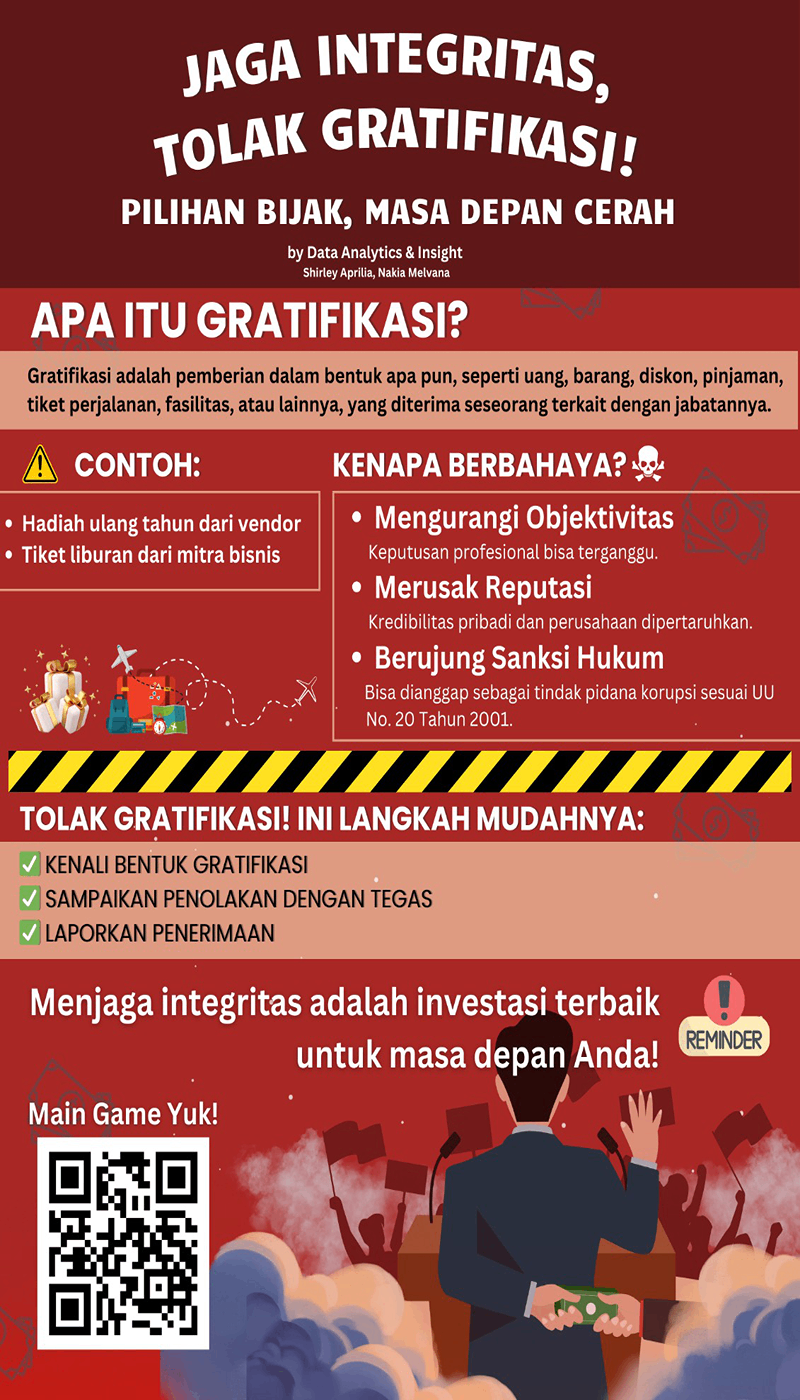 JAGA INTEGRITAS,
TOLAK GRATIFIKASI!
PILIHAN BIJAK, MASA DEPAN CERAH
by Data Analytics & Insight
Shirley Aprilia, Nakia Melvana
APA ITU GRATIFIKASI?
Gratifikasi adalah pemberian dalam bentuk apa pun, seperti uang, barang, diskon, pinjaman,
tiket perjalanan, fasilitas, atau lainnya, yang diterima seseorang terkait dengan jabatannya.
CONTOH:
• Hadiah ulang tahun dari vendor
• Tiket liburan dari mitra bisnis
KENAPA BERBAHAYA?
• Mengurangi Objektivitas
Keputusan profesional bisa terganggu.
• Merusak Reputasi
Kredibilitas pribadi dan perusahaan dipertaruhkan.
• Berujung Sanksi Hukum
Bisa dianggap sebagai tindak pidana korupsi sesuai UU
No. 20 Tahun 2001.
TOLAK GRATIFIKASI! INI LANGKAH MUDAHNYA:
✅ KENALI BENTUK GRATIFIKASI
✅ SAMPAIKAN PENOLAKAN DENGAN TEGAS
✅ LAPORKAN PENERIMAAN
Menjaga integritas adalah investasi terbaik
untuk masa depan Anda!
REMINDER
Main Game Yuk!